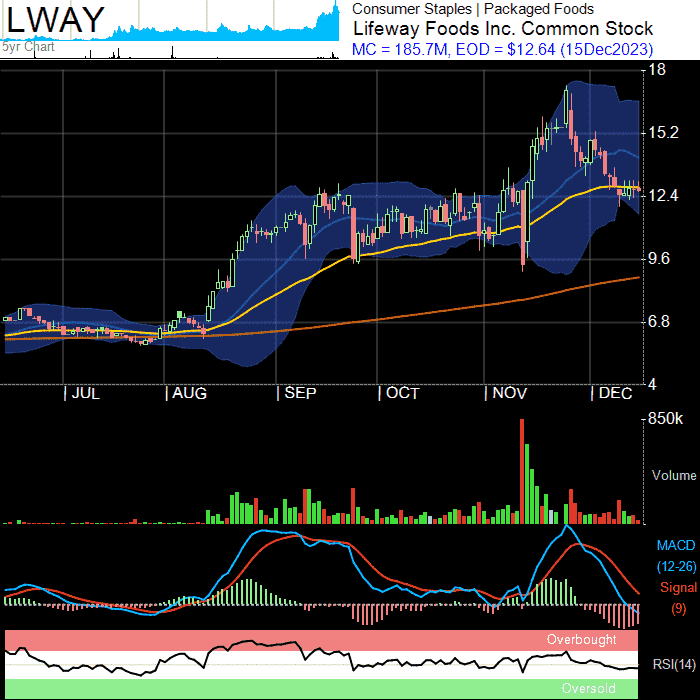 LWAY
5yr Chart
Consumer Staples | Packaged Foods
Lifeway Foods Inc. Common Stock
MC = 185.7M, EOD = $12.64 (15Dec2023)
18
15.2
12.4
9.6
6.8
4
| JUL | AUG | SEP | OCT | NOV | DEC
850k
Volume
MACD
(12-26)
Signal
(9)
Overbought
RSI(14)
Oversold